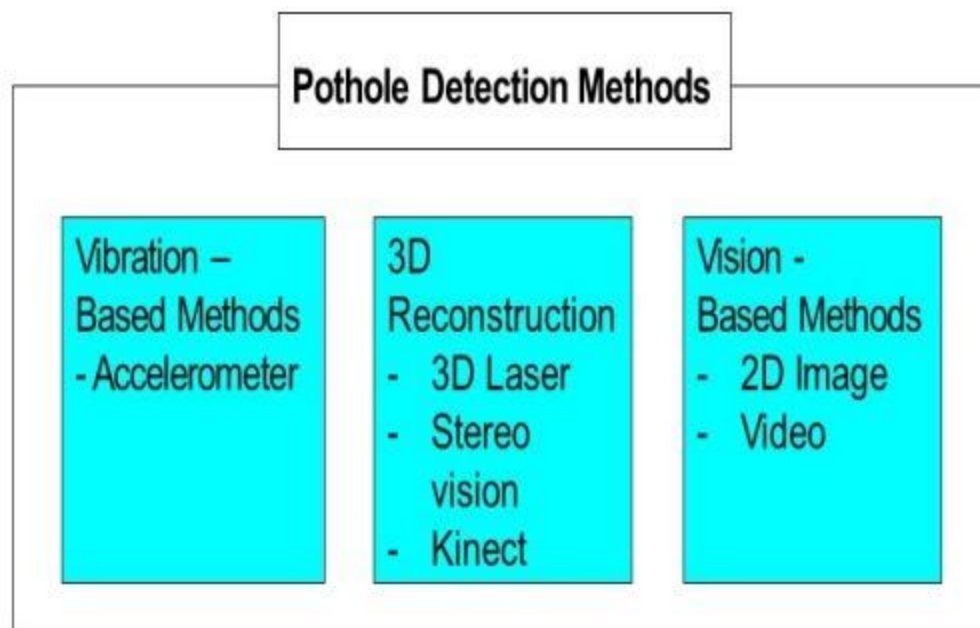 Pothole Detection Methods
Vibration –
Based Methods
- Accelerometer
3D
Reconstruction
- 3D Laser
- Stereo
vision
- Kinect
Vision -
Based Methods
- 2D Image
- Video